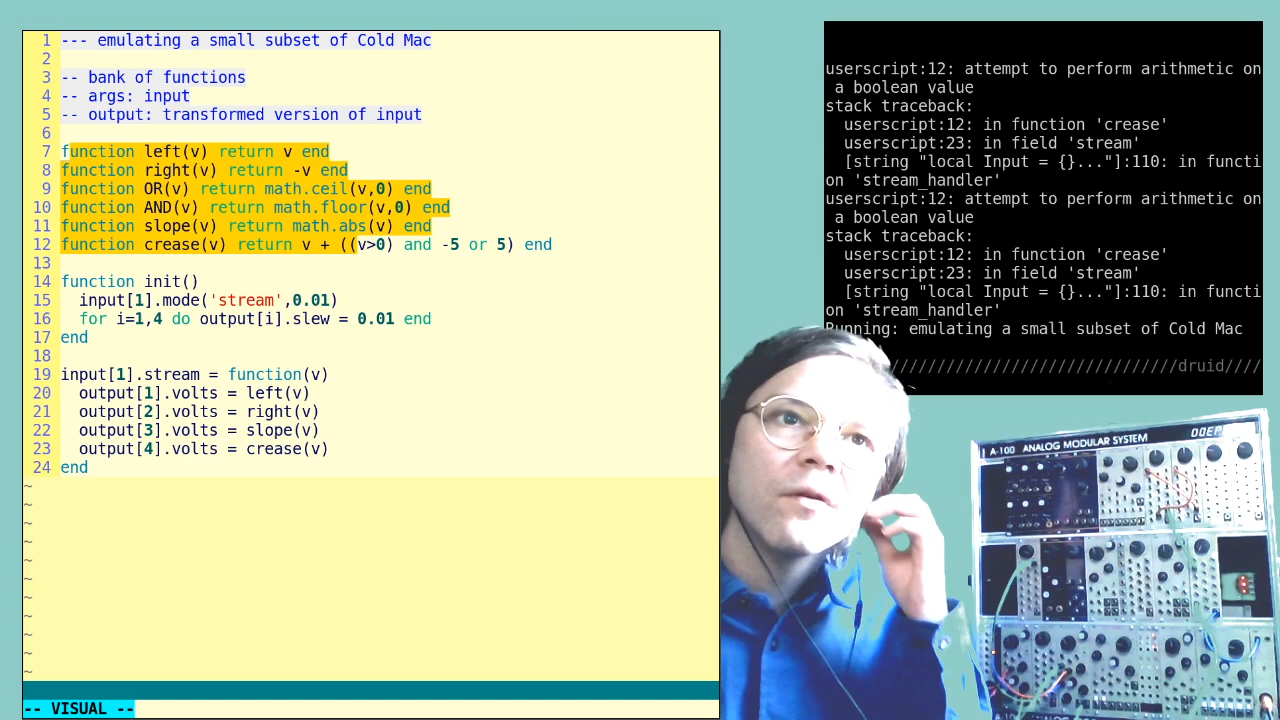 1 --- emulating a small subset of Cold Mac
2
3 -- bank of functions
4 -- args: input
5 -- output: transformed version of input
6
7 function left(v) return v end
8 function right(v) return -v end
9 function OR(v) return math.ceil(v,0) end
10 function AND(v) return math.floor(v,0) end
11 function slope(v) return math.abs(v) end
12 function crease(v) return v + ((v>0) and -5 or 5) end
13
14 function init()
15   input[1].mode('stream',0.01)
16   for i=1,4 do output[i].slew = 0.01 end
17 end
18
19 input[1].stream = function(v)
20   output[1].volts = left(v)
21   output[2].volts = right(v)
22   output[3].volts = slope(v)
23   output[4].volts = crease(v)
24 end
~
~
~
~
~
~
~
~
~
~
~
-- VISUAL --
userscript:12: attempt to perform arithmetic on
 a boolean value
stack traceback:
  userscript:12: in function 'crease'
  userscript:23: in field 'stream'
  [string "local Input = {}..."]:110: in functi
on 'stream_handler'
userscript:12: attempt to perform arithmetic on
 a boolean value
stack traceback:
  userscript:12: in function 'crease'
  userscript:23: in field 'stream'
  [string "local Input = {}..."]:110: in functi
on 'stream_handler'
Running: emulating a small subset of Cold Mac
///////////////////////////////druid////
A-100 ANALOG MODULAR SYSTEM DOEP
A-100